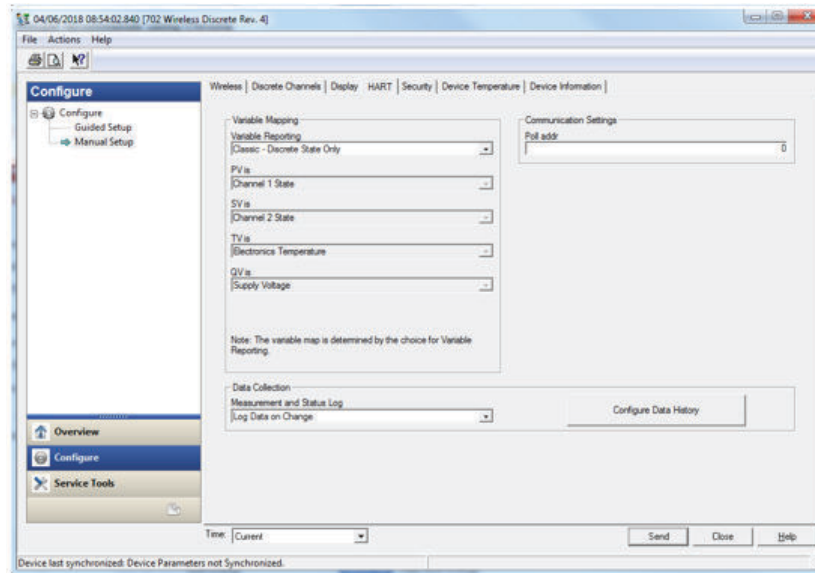 04/06/2018 08:54:02.840 [702 Wireless Discrete Rev. 4]
File Actions Help
Configure
Configure
Guided Setup
Manual Setup
Overview
Configure
Service Tools
Wireless Discrete Channels Display HART Security Device Temperature Device Information
Variable Mapping
Variable Reporting
Classic - Discrete State Only
PV is
Channel 1 State
SV is
Channel 2 State
TV is
Electronics Temperature
QV is
Supply Voltage
Note: The variable map is determined by the choice for Variable
Reporting.
Communication Settings
Poll addr
0
Data Collection
Measurement and Status Log
Log Data on Change
Configure Data History
Time: Current
Send Close Help
Device last synchronized: Device Parameters not Synchronized.